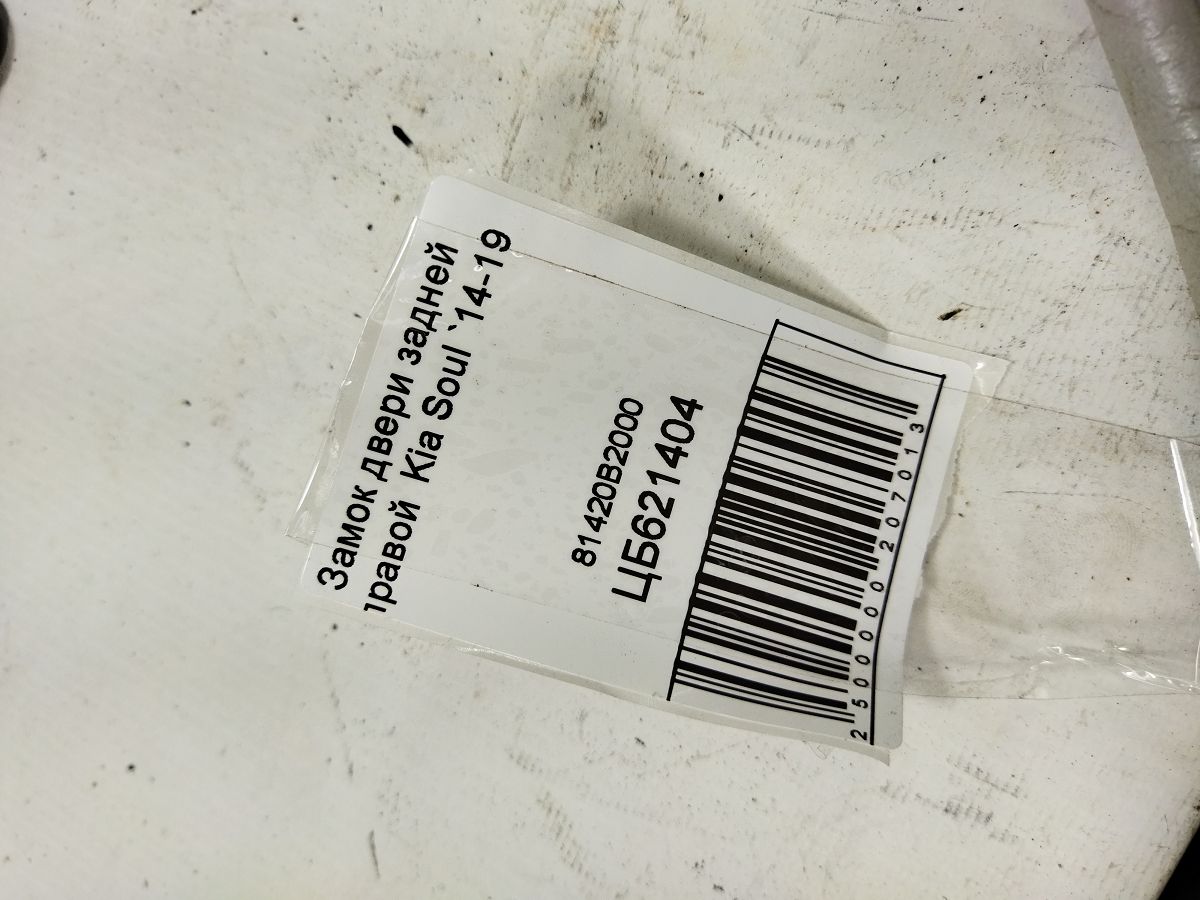 Замок двери задней
правой Kia Soul `14-19
81420B2000
ЦБ621404
2500000207013